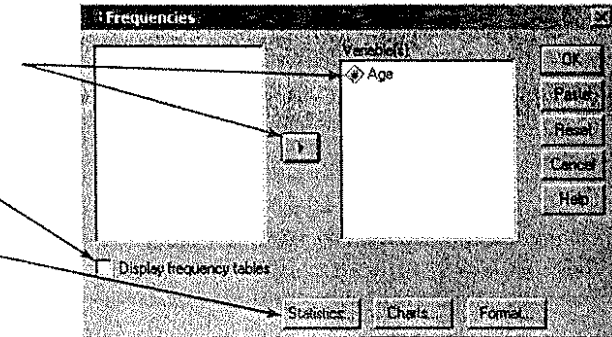 Frequencies
Variable(s)
Age
OK
Paste
Reset
Cancel
Help
Display frequency tables
Statistics...
Charts...
Format...